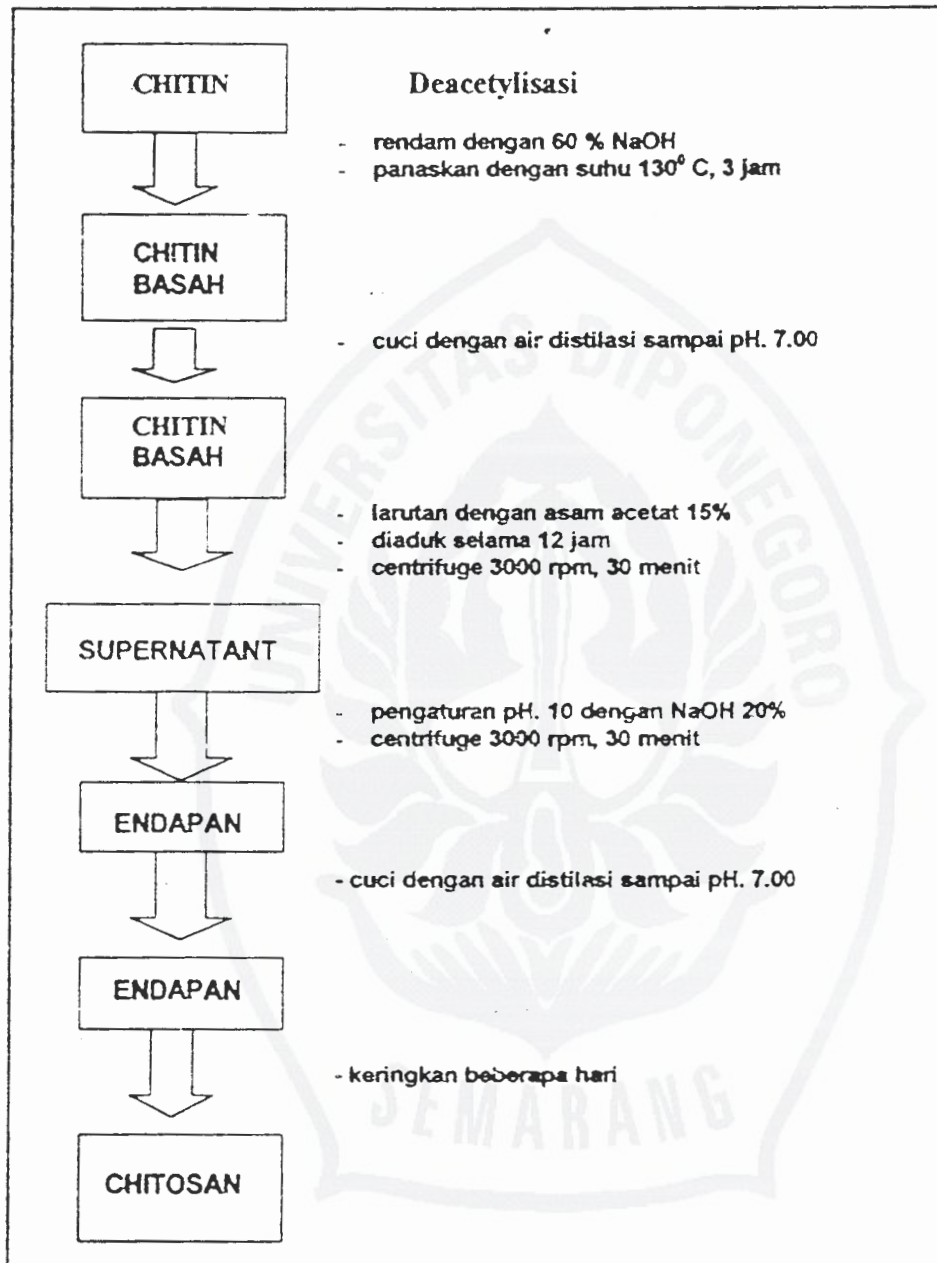 CHITIN
Deacetylisasi
- rendam dengan 60 % NaOH
- panaskan dengan suhu 130⁰ C, 3 jam
CHITIN
BASAH
- cuci dengan air distilasi sampai pH. 7.00
CHITIN
BASAH
- larutan dengan asam acetat 15%
- diaduk selama 12 jam
- centrifuge 3000 rpm, 30 menit
SUPERNATANT
- pengaturan pH. 10 dengan NaOH 20%
- centrifuge 3000 rpm, 30 menit
ENDAPAN
- cuci dengan air distilasi sampai pH. 7.00
ENDAPAN
- keringkan beberapa hari
CHITOSAN
UNIVERSITAS DIPONEGORO
SEMARANG